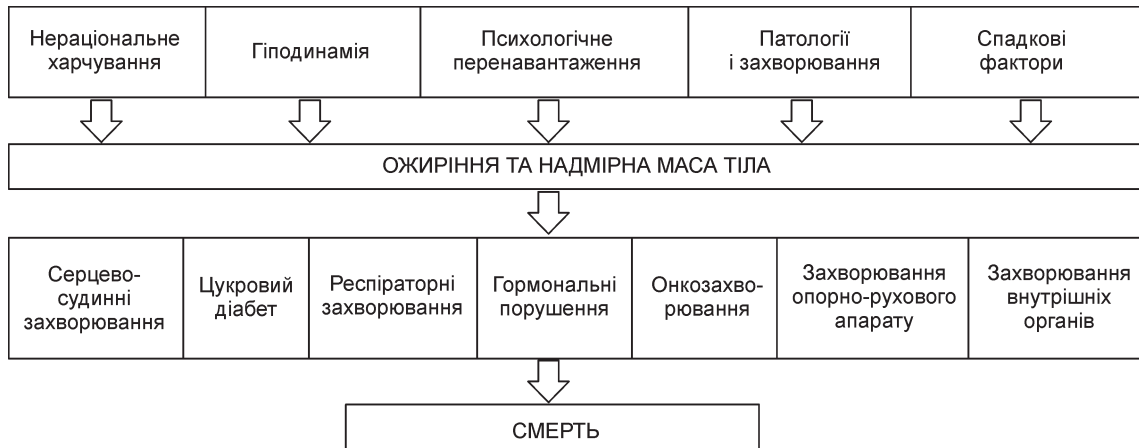 Нераціональне
харчування
Гіподинамія
Психологічне
перенавантаження
Патології
і захворювання
Спадкові
фактори
ОЖИРІННЯ ТА НАДМІРНА МАСА ТІЛА
Серцево-
судинні
захворювання
Цукровий
діабет
Респіраторні
захворювання
Гормональні
порушення
Онкозахво-
рювання
Захворювання
опорно-рухового
апарату
Захворювання
внутрішніх
органів
СМЕРТЬ